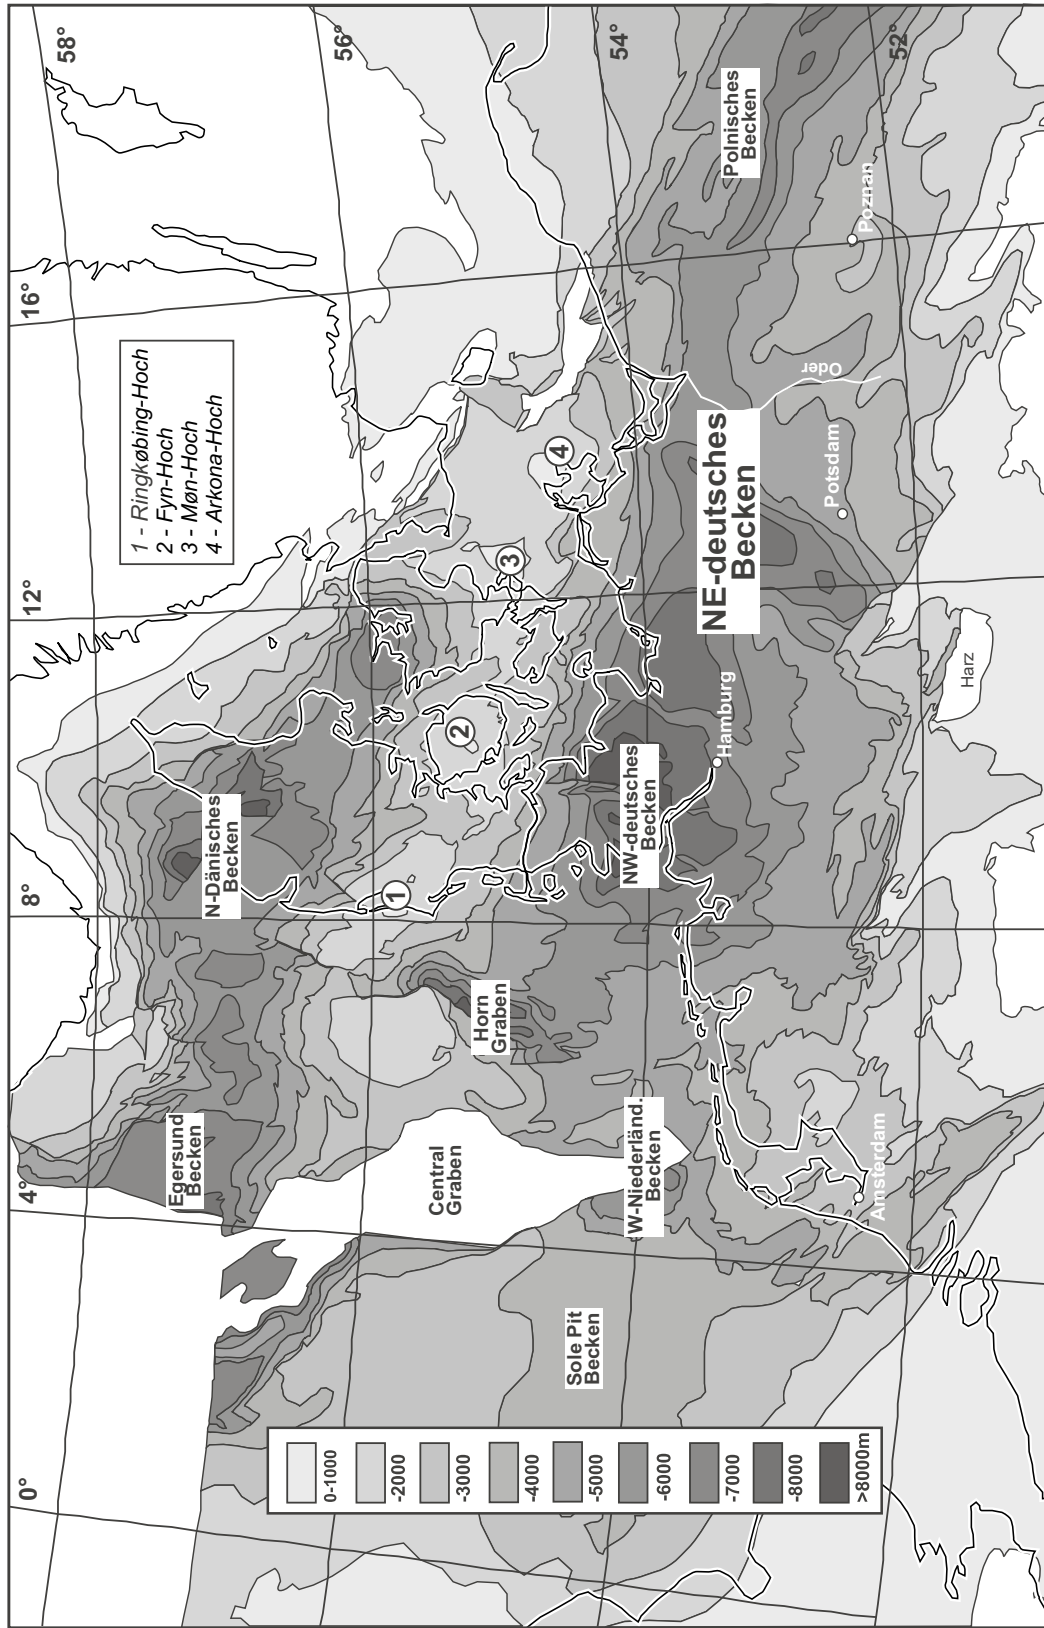 0°
4°
8°
12°
16°
58°
56°
54°
52°
1 - Ringkøbing-Hoch
2 - Fyn-Hoch
3 - Møn-Hoch
4 - Arkona-Hoch
Egersund
Becken
N-Dänisches
Becken
Central
Graben
Horn
Graben
1
2
3
4
Sole Pit
Becken
W-Niederländ.
Becken
NW-deutsches
Becken
NE-deutsches
Becken
Polnisches
Becken
Hamburg
Amsterdam
Potsdam
Oder
Poznan
Harz
0-1000
-2000
-3000
-4000
-5000
-6000
-7000
-8000
>8000m